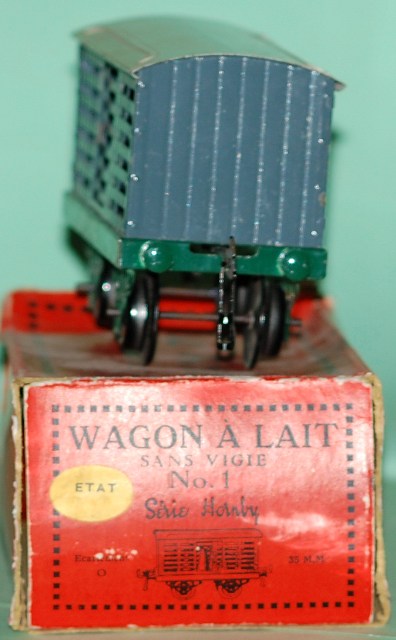 WAGON À LAIT
SANS VIGIE
No. 1
ETAT
Série Hornby
O
35 M/M